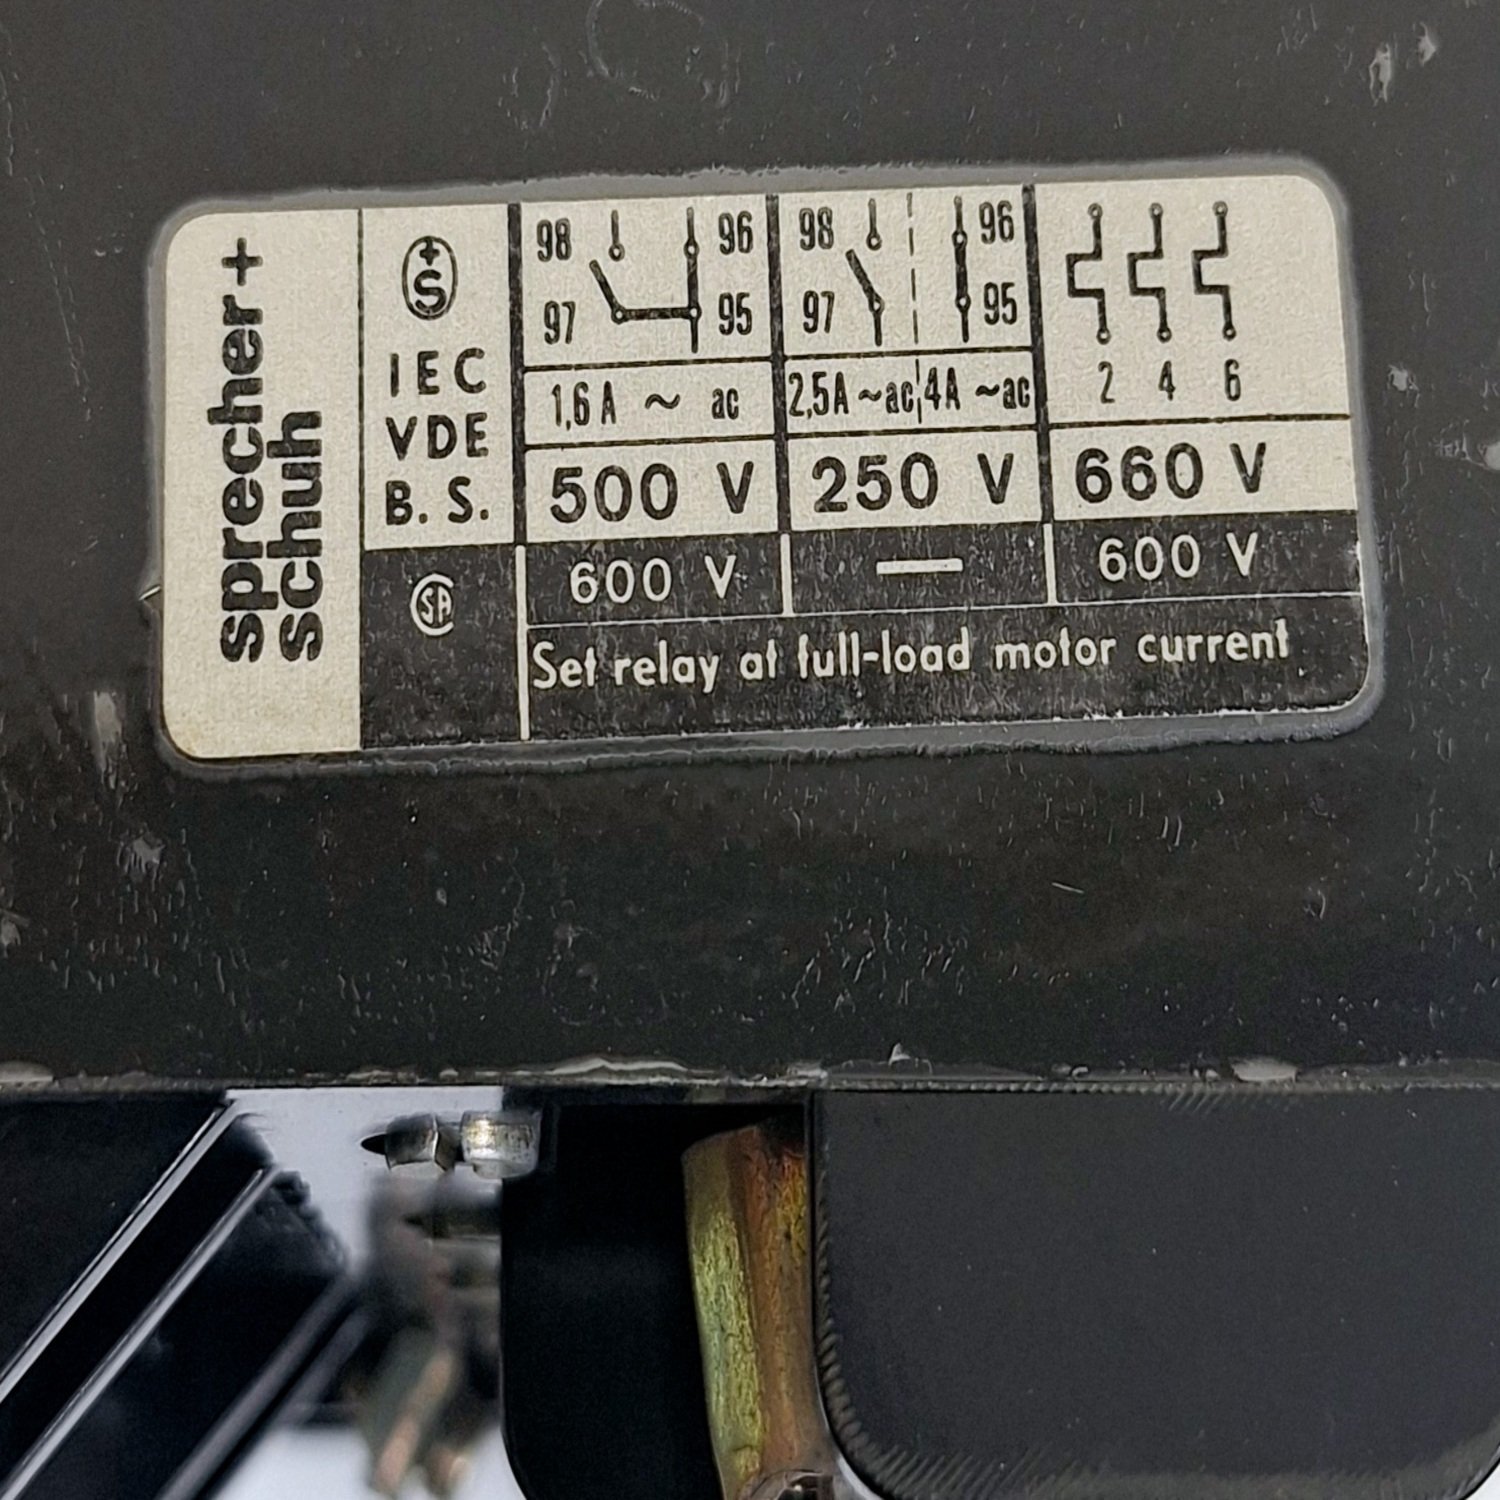 sprecher+
schuh
+S
IEC
VDE
B. S.
98 96
97 95
1,6 A ~ ac
500 V
98 96
97 95
2,5A ~ac 4A ~ac
250 V
2 4 6
660 V
CSA
600 V — 600 V
Set relay at full-load motor current